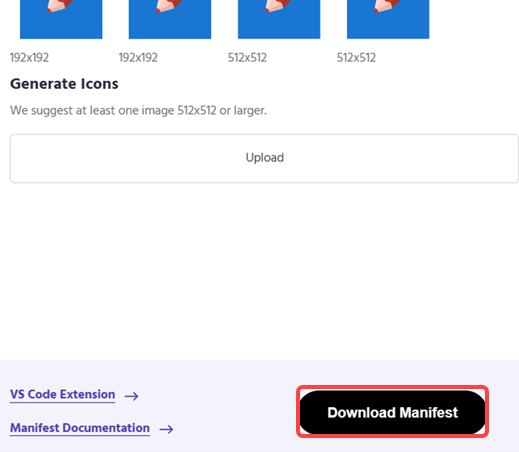 192x192 192x192 512x512 512x512
Generate Icons
We suggest at least one image 512x512 or larger.
Upload
VS Code Extension →
Manifest Documentation →
Download Manifest